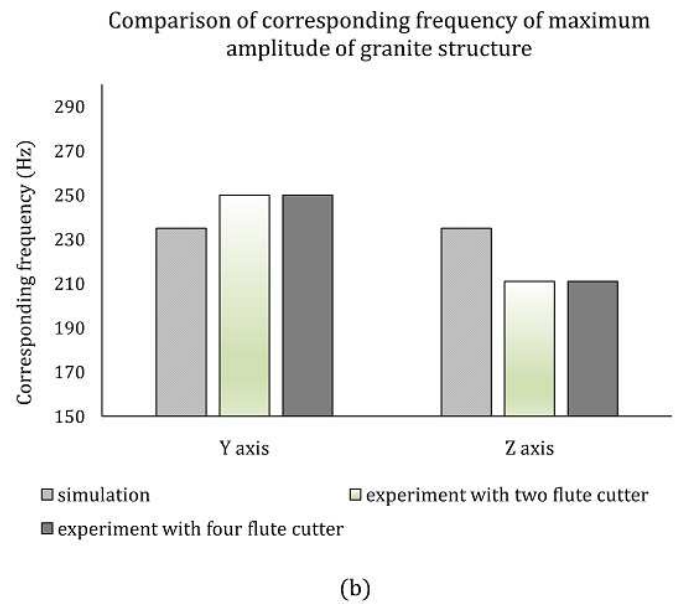 Comparison of corresponding frequency of maximum
amplitude of granite structure
Corresponding frequency (Hz)
290
270
250
230
210
190
170
150
Y axis
Z axis
simulation
experiment with two flute cutter
experiment with four flute cutter
(b)